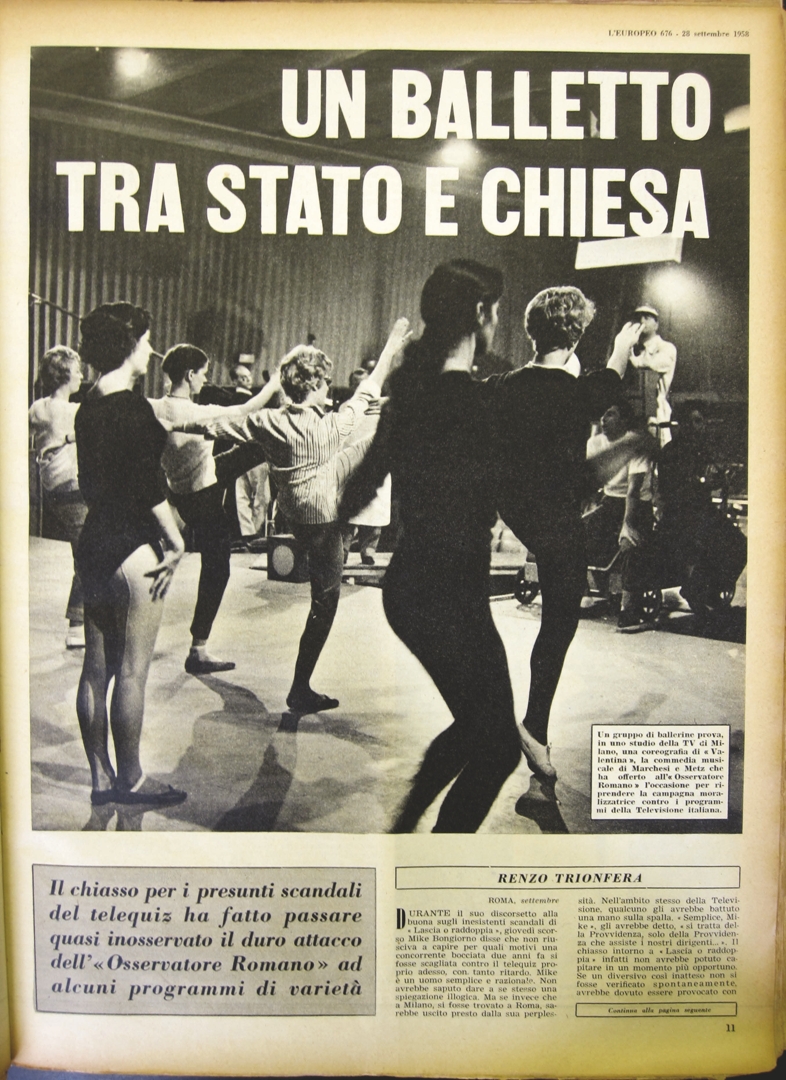 L'EUROPEO 676 - 28 settembre 1958
UN BALLETTO
TRA STATO E CHIESA
Un gruppo di ballerine prova,
in uno studio della TV di Mi-
lano, una coreografia di « Va-
lentina », la commedia musi-
cale di Marchesi e Metz che
ha offerto all'« Osservatore
Romano » l'occasione per ri-
prendere la campagna mora-
lizzatrice contro i program-
mi della Televisione italiana.
Il chiasso per i presunti scandali
del telequiz ha fatto passare
quasi inosservato il duro attacco
dell'«Osservatore Romano» ad
alcuni programmi di varietà
RENZO TRIONFERA
ROMA, settembre
DURANTE il suo discorsetto alla
buona sugli inesistenti scandali di
« Lascia o raddoppia », giovedì scor-
so Mike Bongiorno disse che non riu-
sciva a capire per quali motivi una
concorrente bocciata due anni fa si
fosse scagliata contro il telequiz pro-
prio adesso, con tanto ritardo. Mike
è un uomo semplice e razionale. Non
avrebbe saputo dare a se stesso una
spiegazione illogica. Ma se invece che
a Milano, si fosse trovato a Roma, sa-
rebbe uscito presto dalla sua perples-
sità. Nell'ambito stesso della Televi-
sione, qualcuno gli avrebbe battuto
una mano sulla spalla. « Semplice, Mi-
ke », gli avrebbe detto, « si tratta del-
la Provvidenza, solo della Provviden-
za che assiste i nostri dirigenti... ». Il
chiasso intorno a « Lascia o raddop-
pia » infatti non avrebbe potuto ca-
pitare in un momento più opportuno.
Se un diversivo così inatteso non si
fosse verificato spontaneamente,
avrebbe dovuto essere provocato con
Continua alla pagina seguente
11